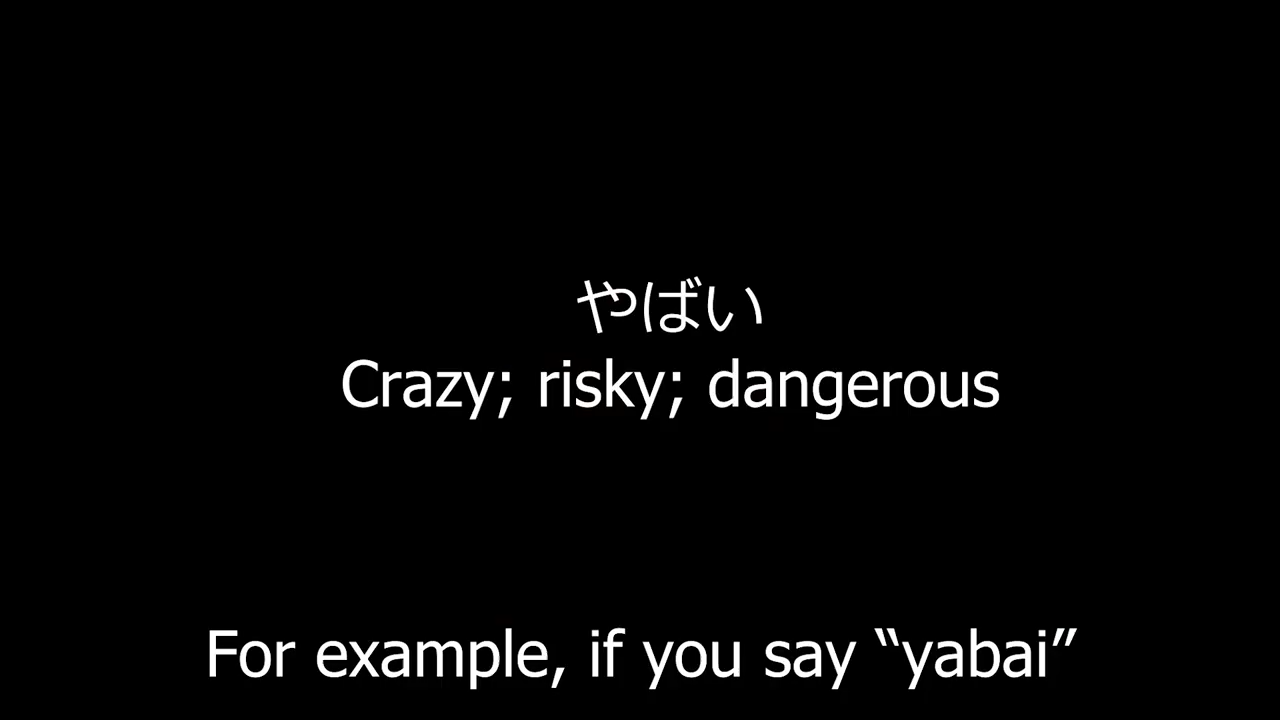 やばい
Crazy; risky; dangerous
For example, if you say “yabai”